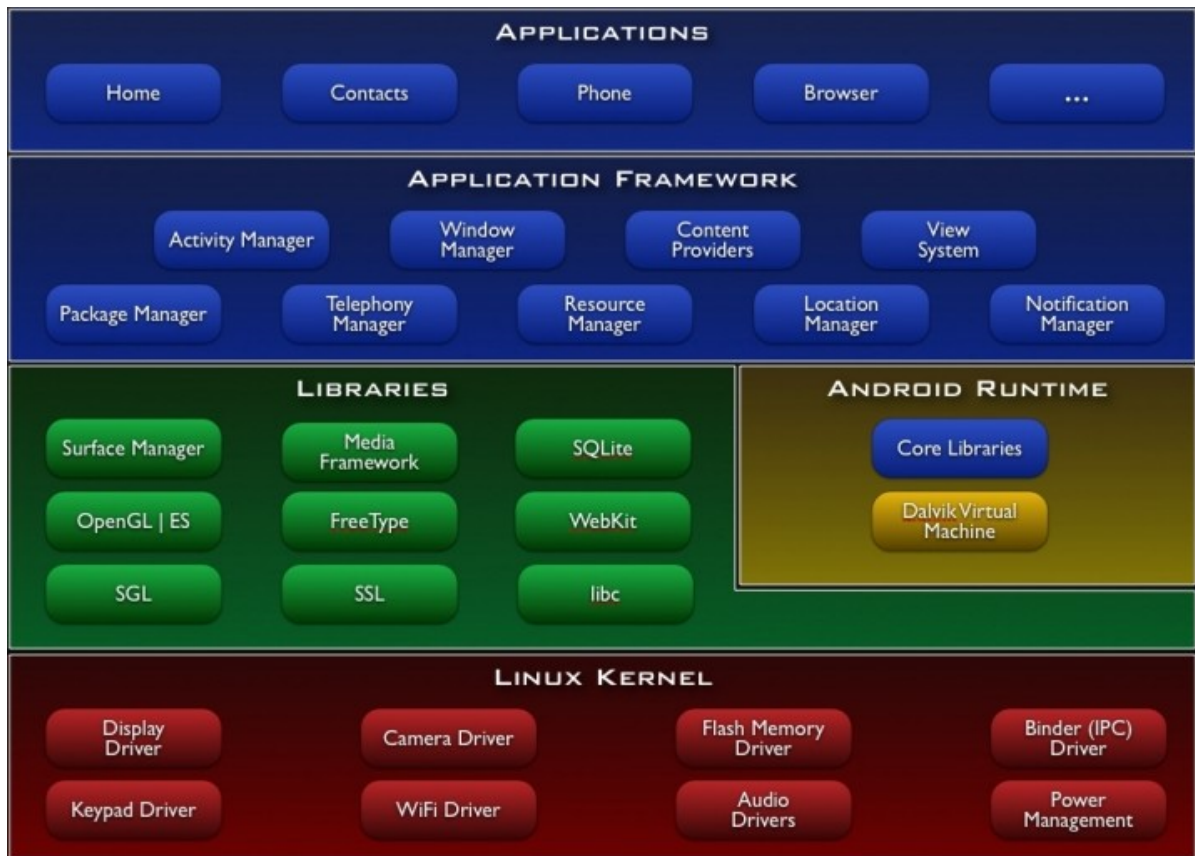 APPLICATIONS
Home
Contacts
Phone
Browser
...
APPLICATION FRAMEWORK
Activity Manager
Window
Manager
Content
Providers
View
System
Package Manager
Telephony
Manager
Resource
Manager
Location
Manager
Notification
Manager
LIBRARIES
Surface Manager
Media
Framework
SQLite
OpenGL | ES
FreeType
WebKit
SGL
SSL
libc
ANDROID RUNTIME
Core Libraries
Dalvik Virtual
Machine
LINUX KERNEL
Display
Driver
Camera Driver
Flash Memory
Driver
Binder (IPC)
Driver
Keypad Driver
WiFi Driver
Audio
Drivers
Power
Management